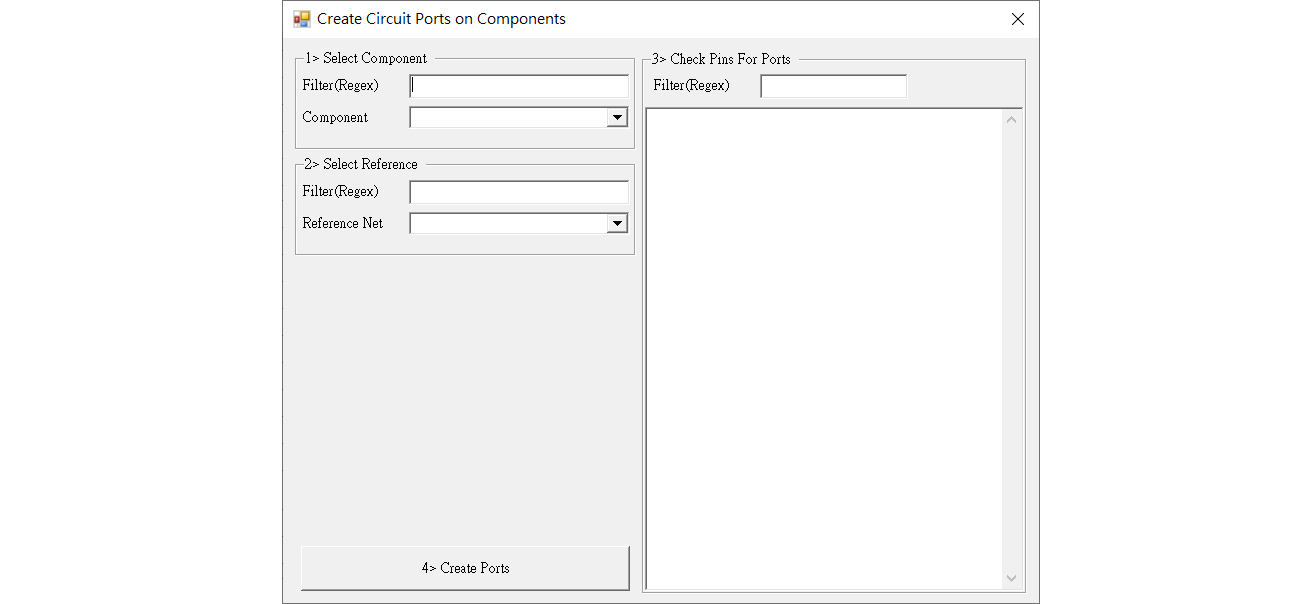 Create Circuit Ports on Components
1> Select Component
Filter(Regex)
Component
2> Select Reference
Filter(Regex)
Reference Net
3> Check Pins For Ports
Filter(Regex)
4> Create Ports